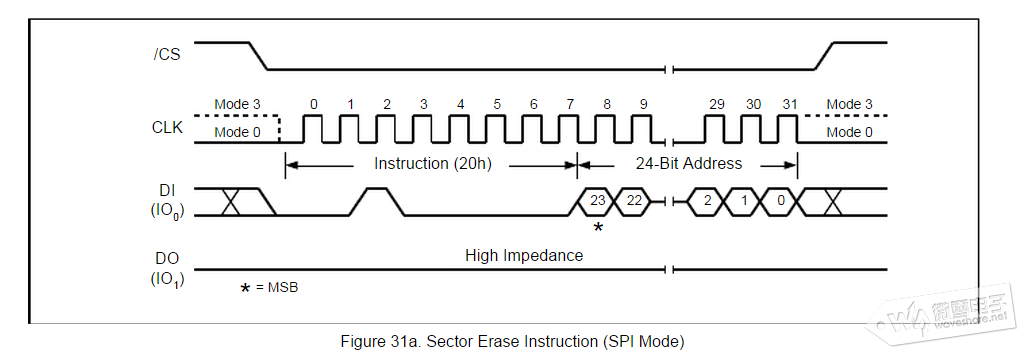 /CS
Mode 3 0 1 2 3 4 5 6 7 8 9 29 30 31 Mode 3
CLK Mode 0 Mode 0
Instruction (20h) 24-Bit Address
DI
(IO0) 23 22 2 1 0
*
DO High Impedance
(IO1)
* = MSB
微雪电子
waveshare.net
Figure 31a. Sector Erase Instruction (SPI Mode)